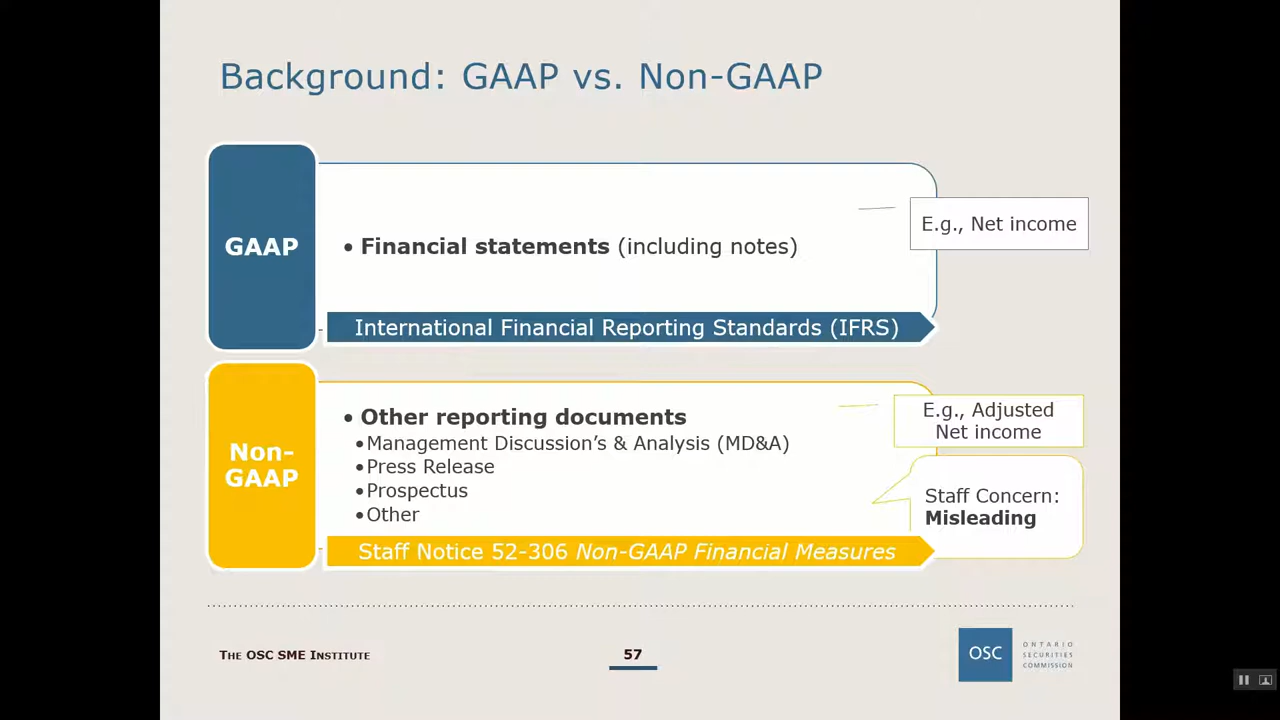 Background: GAAP vs. Non-GAAP
GAAP
• Financial statements (including notes)
E.g., Net income
International Financial Reporting Standards (IFRS)
Non-
GAAP
• Other reporting documents
•Management Discussion’s & Analysis (MD&A)
•Press Release
•Prospectus
•Other
E.g., Adjusted
Net income
Staff Concern:
Misleading
Staff Notice 52-306 Non-GAAP Financial Measures
THE OSC SME INSTITUTE
57
OSC
ONTARIO
SECURITIES
COMMISSION